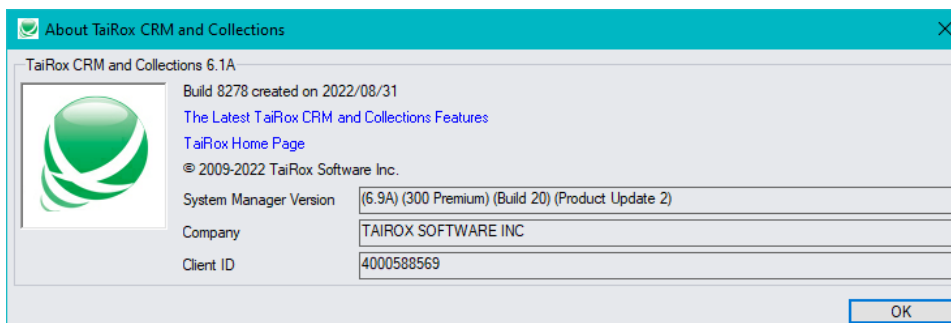 About TaiRox CRM and Collections
TaiRox CRM and Collections 6.1A
Build 8278 created on 2022/08/31
The Latest TaiRox CRM and Collections Features
TaiRox Home Page
© 2009-2022 TaiRox Software Inc.
System Manager Version (6.9A) (300 Premium) (Build 20) (Product Update 2)
Company TAIROX SOFTWARE INC
Client ID 4000588569
OK